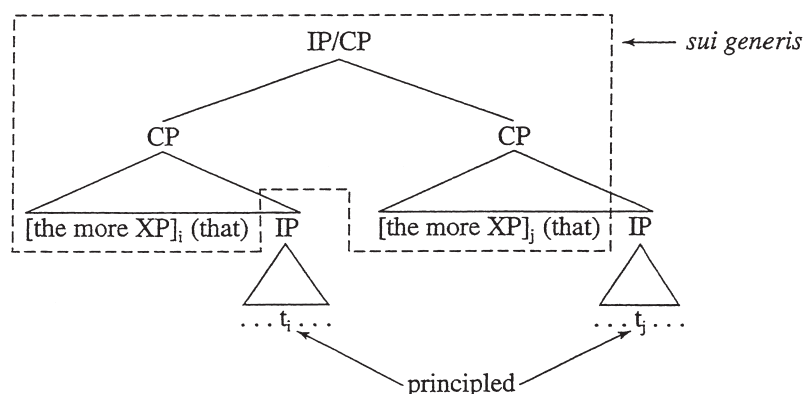 IP/CP
sui generis
CP CP
[the more XP]i (that) IP [the more XP]j (that) IP
. . . ti . . . . . . tj . . .
principled